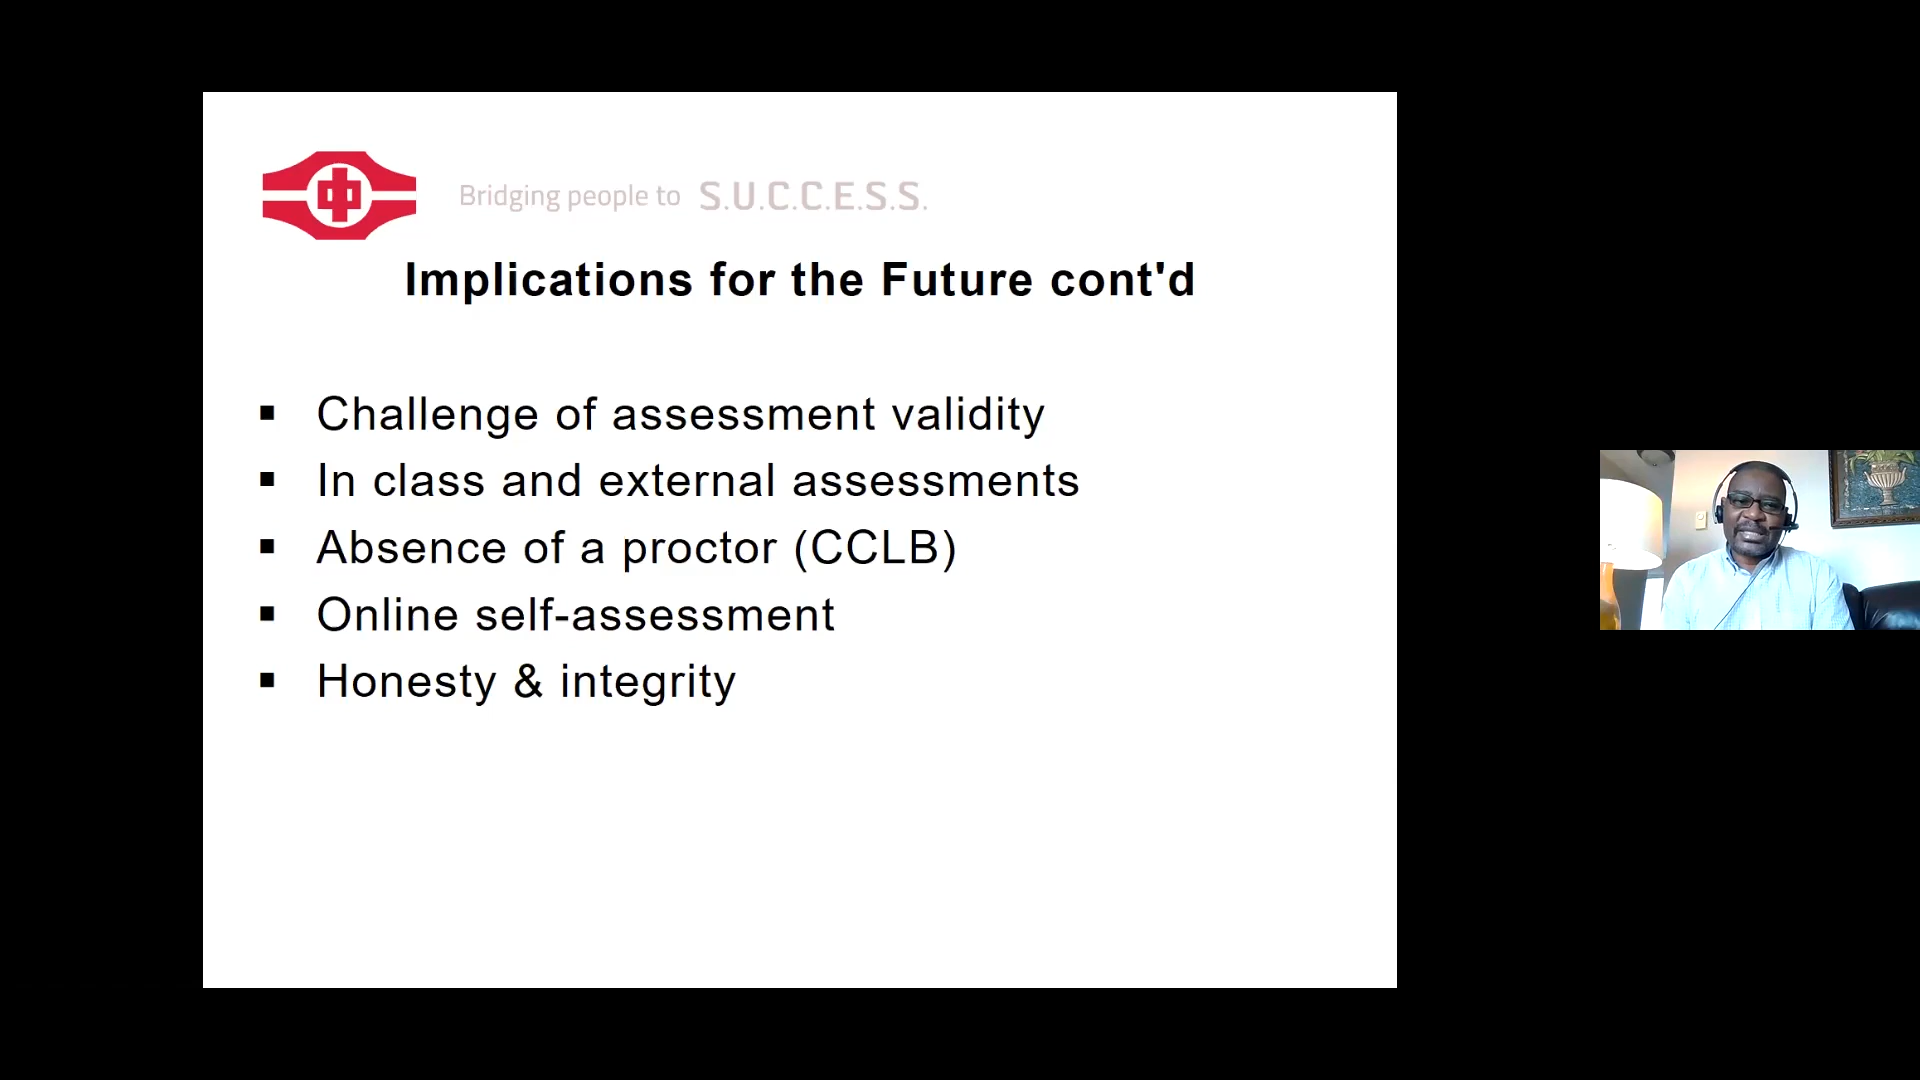 中
Bridging people to S.U.C.C.E.S.S.
Implications for the Future cont'd
▪ Challenge of assessment validity
▪ In class and external assessments
▪ Absence of a proctor (CCLB)
▪ Online self-assessment
▪ Honesty & integrity